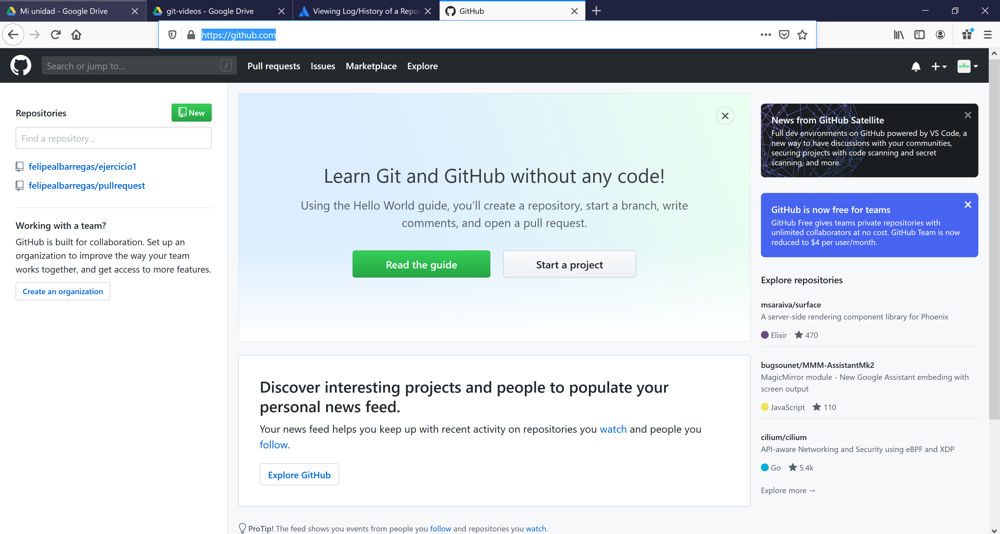 Mi unidad - Google Drive
git-videos - Google Drive
Viewing Log/History of a Repos
GitHub
https://github.com
Search or jump to...
/
Pull requests
Issues
Marketplace
Explore
Repositories
New
Find a repository...
felipealbarregas/ejercicio1
felipealbarregas/pullrequest
Working with a team?
GitHub is built for collaboration. Set up an
organization to improve the way your team
works together, and get access to more features.
Create an organization
Learn Git and GitHub without any code!
Using the Hello World guide, you’ll create a repository, start a branch, write
comments, and open a pull request.
Read the guide
Start a project
Discover interesting projects and people to populate your
personal news feed.
Your news feed helps you keep up with recent activity on repositories you watch and people you
follow.
Explore GitHub
ProTip! The feed shows you events from people you follow and repositories you watch.
News from GitHub Satellite
Full dev environments on GitHub powered by VS Code, a
new way to have discussions with your communities,
securing projects with code scanning and secret
scanning, and more.
GitHub is now free for teams
GitHub Free gives teams private repositories with
unlimited collaborators at no cost. GitHub Team is now
reduced to $4 per user/month.
Explore repositories
msaraiva/surface
A server-side rendering component library for Phoenix
Elixir 470
bugsounet/MMM-AssistantMk2
MagicMirror module - New Google Assistant embeding with
screen output
JavaScript 110
cilium/cilium
API-aware Networking and Security using eBPF and XDP
Go 5.4k
Explore more →